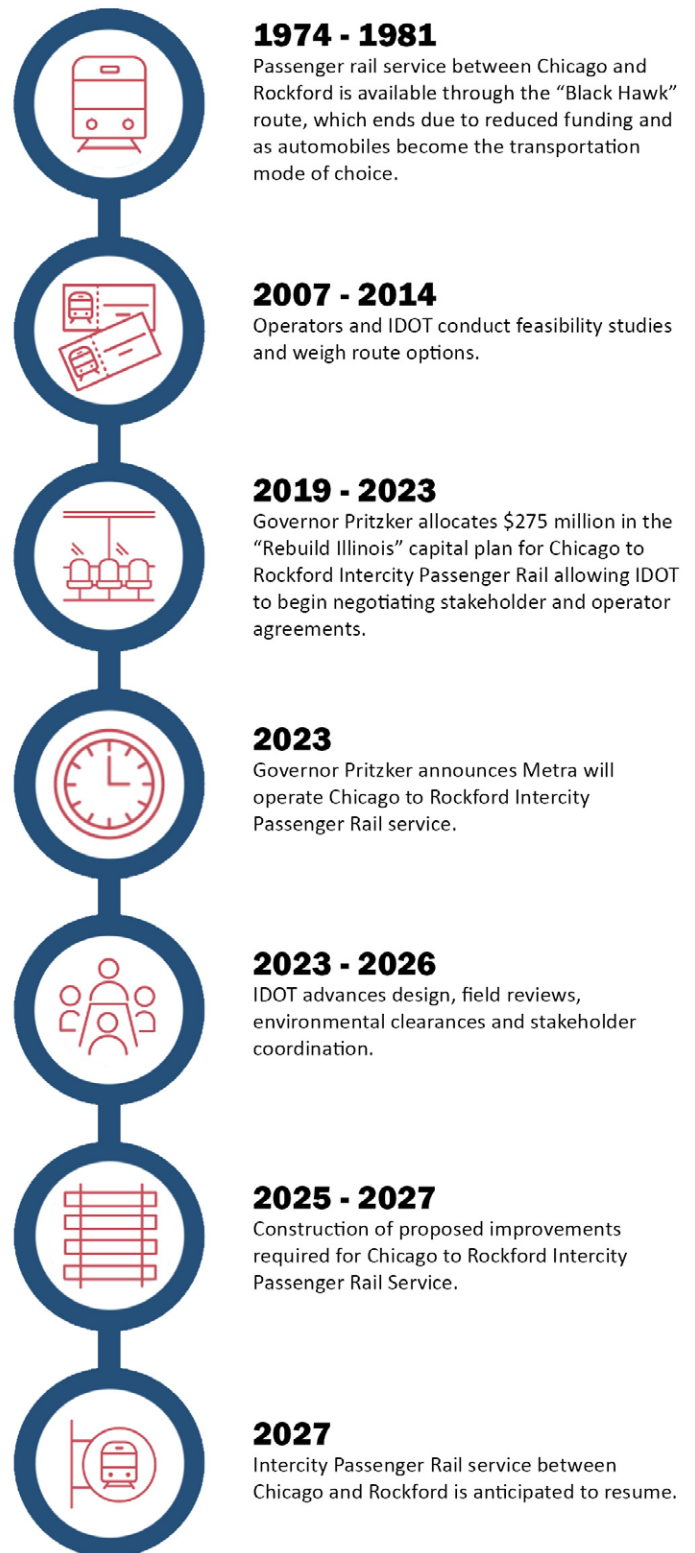 1974 - 1981
Passenger rail service between Chicago and
Rockford is available through the “Black Hawk”
route, which ends due to reduced funding and
as automobiles become the transportation
mode of choice.
2007 - 2014
Operators and IDOT conduct feasibility studies
and weigh route options.
2019 - 2023
Governor Pritzker allocates $275 million in the
“Rebuild Illinois” capital plan for Chicago to
Rockford Intercity Passenger Rail allowing IDOT
to begin negotiating stakeholder and operator
agreements.
2023
Governor Pritzker announces Metra will
operate Chicago to Rockford Intercity
Passenger Rail service.
2023 - 2026
IDOT advances design, field reviews,
environmental clearances and stakeholder
coordination.
2025 - 2027
Construction of proposed improvements
required for Chicago to Rockford Intercity
Passenger Rail Service.
2027
Intercity Passenger Rail service between
Chicago and Rockford is anticipated to resume.